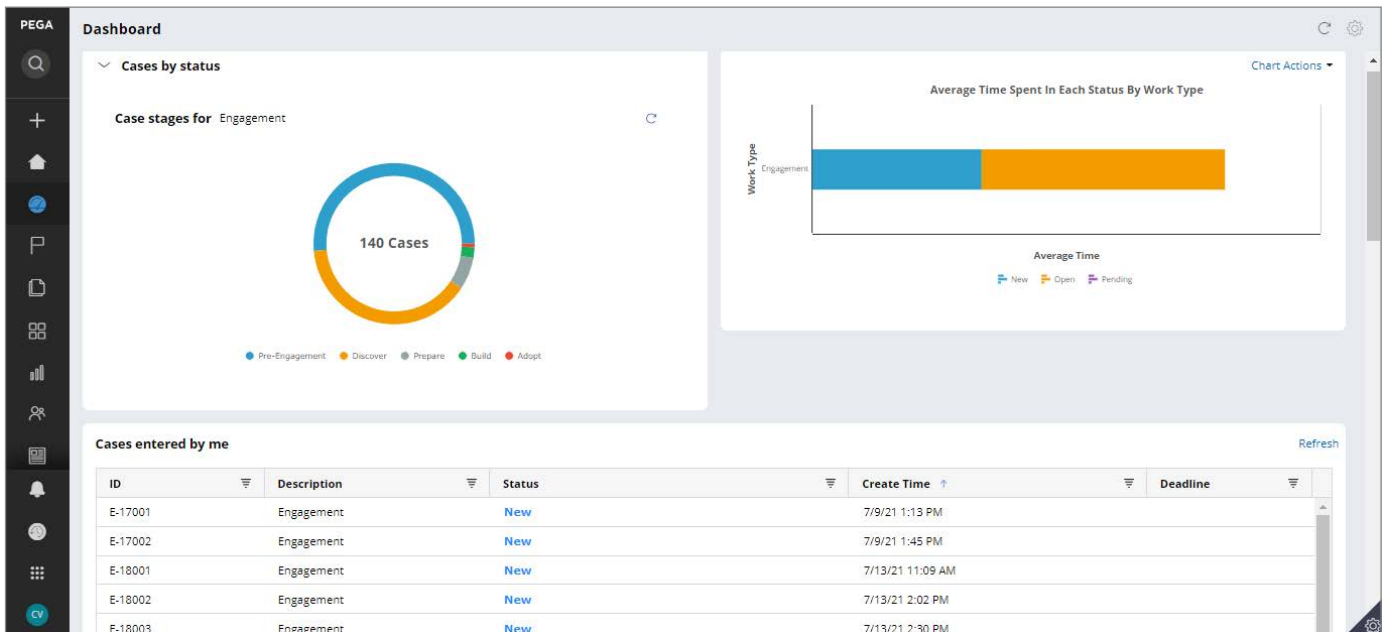 PEGA
Dashboard
Cases by status
Case stages for Engagement
140 Cases
Pre-Engagement Discover Prepare Build Adopt
Chart Actions
Average Time Spent In Each Status By Work Type
Work Type
Engagement
Average Time
New Open Pending
Cases entered by me
Refresh
ID Description Status Create Time Deadline
E-17001 Engagement New 7/9/21 1:13 PM
E-17002 Engagement New 7/9/21 1:45 PM
E-18001 Engagement New 7/13/21 11:09 AM
E-18002 Engagement New 7/13/21 2:02 PM
E-18003 Engagement New 7/13/21 2:30 PM
CV